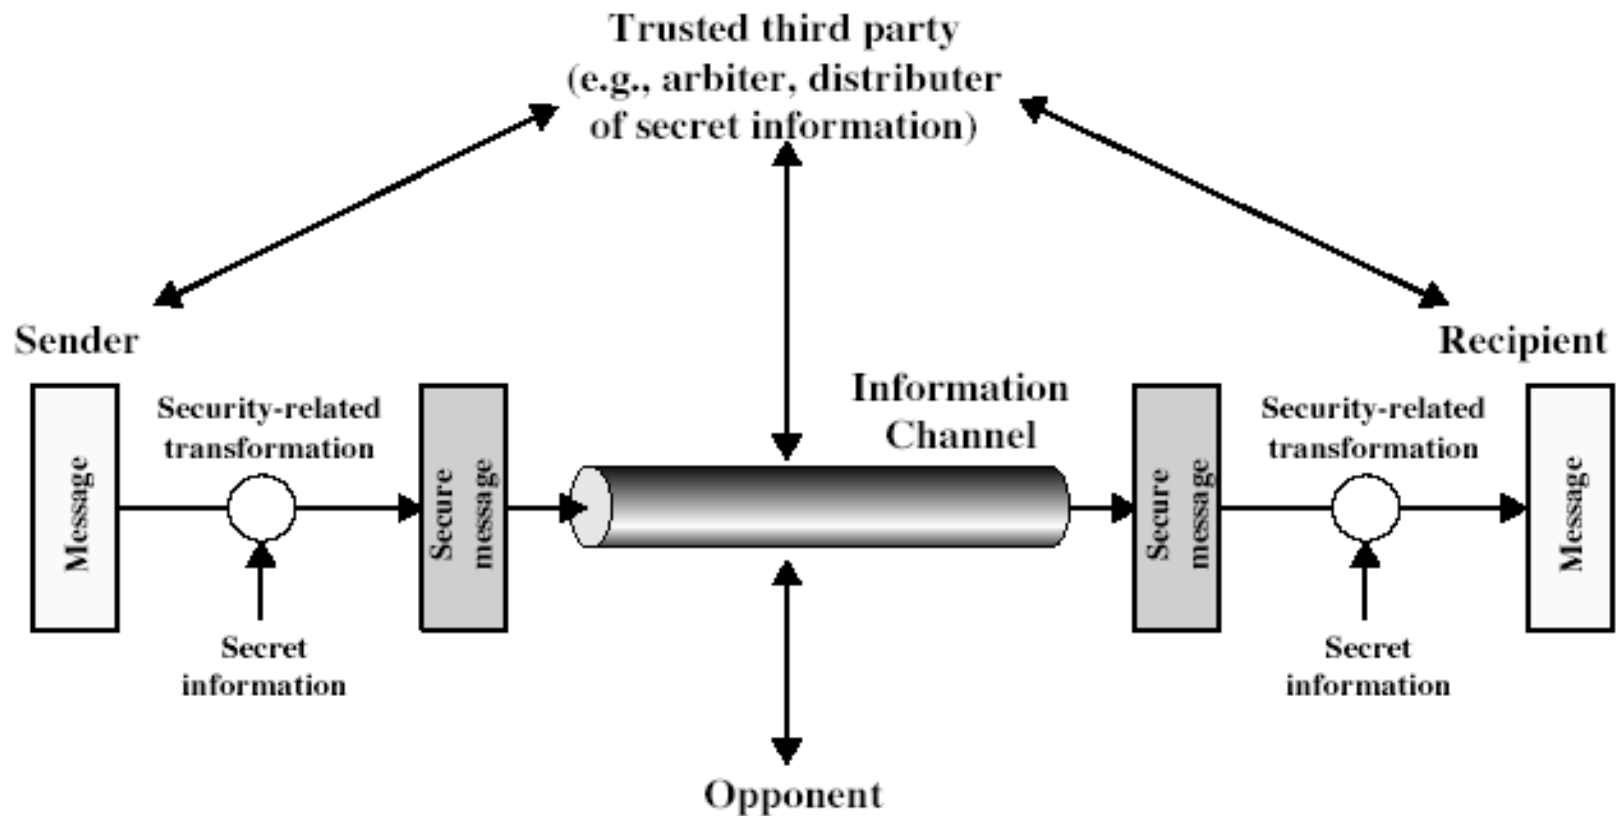 Trusted third party
(e.g., arbiter, distributer
of secret information)
Sender
Recipient
Information
Channel
Security-related
transformation
Security-related
transformation
Message
Secure
message
Secure
message
Message
Secret
information
Secret
information
Opponent